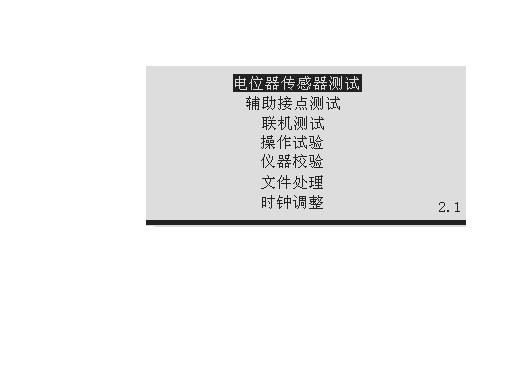 电位器传感器测试
辅助接点测试
联机测试
操作试验
仪器校验
文件处理
时钟调整
2.1